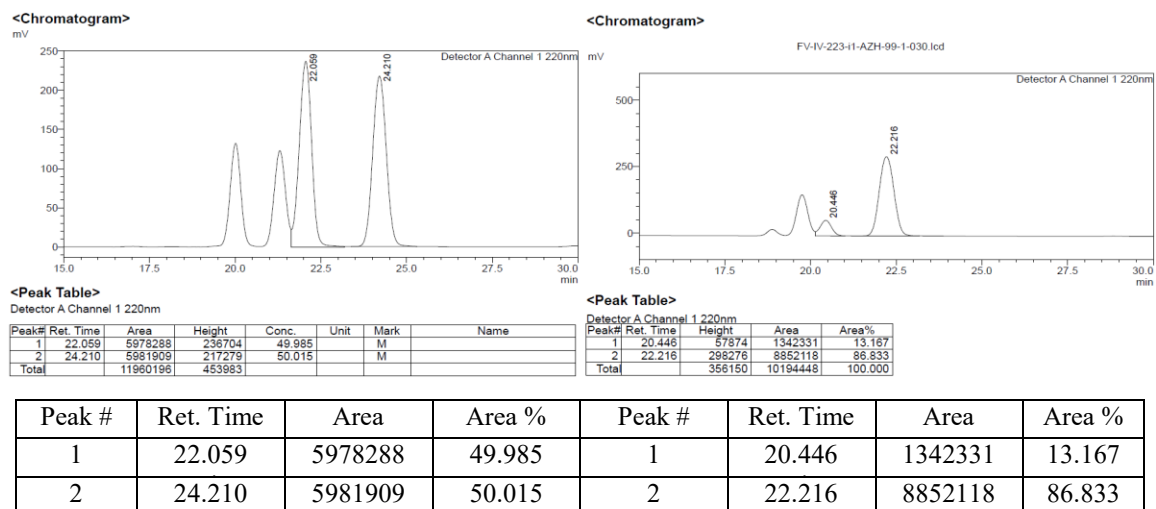 <Chromatogram>
mV
Detector A Channel 1 220nm
250
200
150
100
50
0
22.059
24.210
15.0 17.5 20.0 22.5 25.0 27.5 30.0
min
<Peak Table>
Detector A Channel 1 220nm
Peak# Ret. Time Area Height Conc. Unit Mark Name
1 22.059 5978288 236704 49.985 M
2 24.210 5981909 217279 50.015 M
Total 11960196 453983
<Chromatogram>
FV-IV-223-i1-AZH-99-1-030.lcd
mV
Detector A Channel 1 220nm
500
250
0
20.446
22.216
15.0 17.5 20.0 22.5 25.0 27.5 30.0
min
<Peak Table>
Detector A Channel 1 220nm
Peak# Ret. Time Height Area Area%
1 20.446 57874 1342331 13.167
2 22.216 298276 8852118 86.833
Total 356150 10194448 100.000
Peak # Ret. Time Area Area % Peak # Ret. Time Area Area %
1 22.059 5978288 49.985 1 20.446 1342331 13.167
2 24.210 5981909 50.015 2 22.216 8852118 86.833